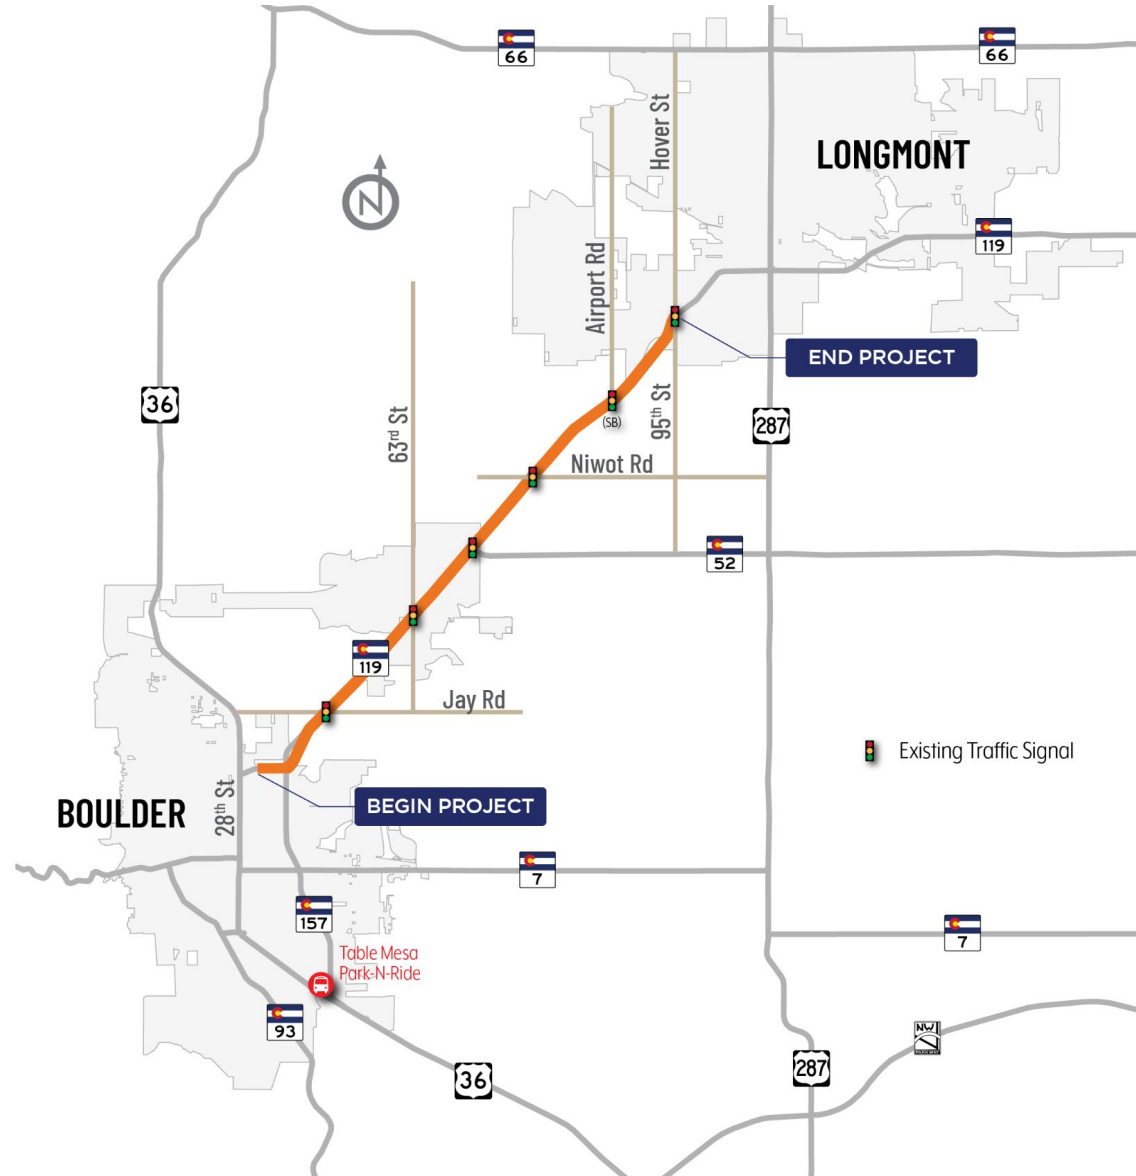 66
66
Hover St
LONGMONT
N
119
Airport Rd
END PROJECT
36
63rd St
95th St
(SB)
287
Niwot Rd
52
119
Jay Rd
Existing Traffic Signal
28th St
BEGIN PROJECT
BOULDER
7
157
7
Table Mesa
Park-N-Ride
93
NW
PARKWAY
287
36